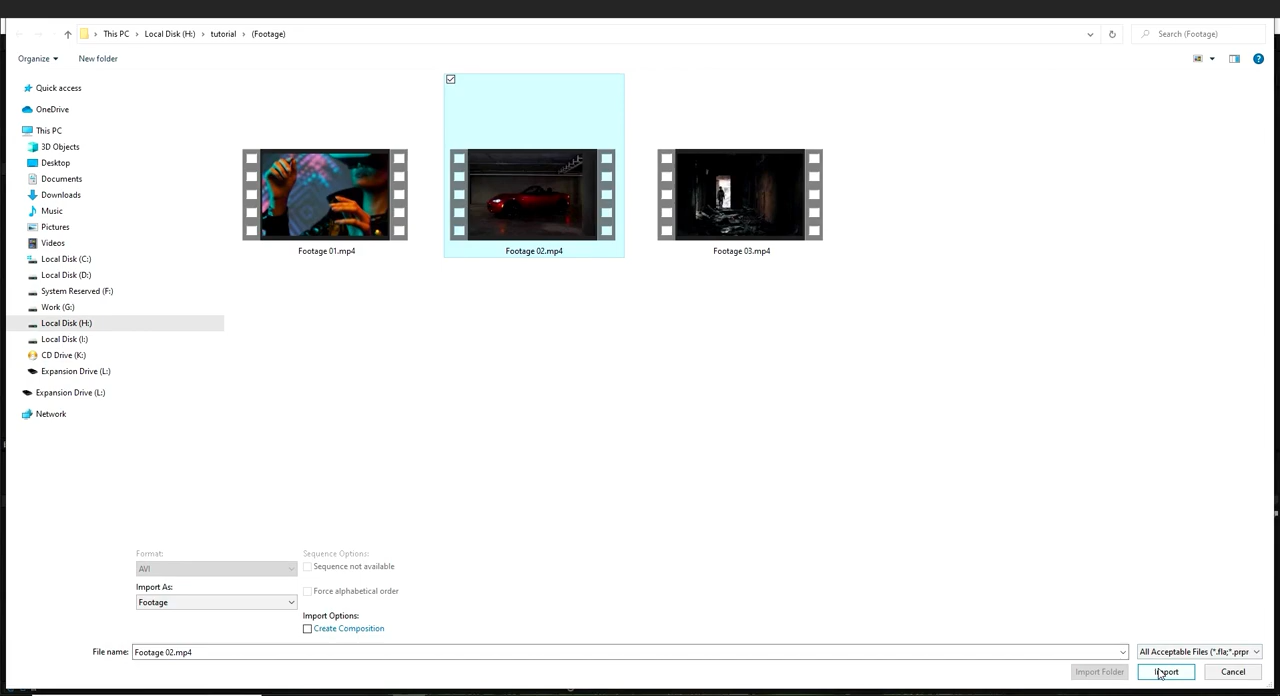 This PC > Local Disk (H:) > tutorial > (Footage)
Search (Footage)
Organize
New folder
Quick access
OneDrive
This PC
3D Objects
Desktop
Documents
Downloads
Music
Pictures
Videos
Local Disk (C:)
Local Disk (D:)
System Reserved (F:)
Work (G:)
Local Disk (H:)
Local Disk (I:)
CD Drive (K:)
Expansion Drive (L:)
Expansion Drive (L:)
Network
Footage 01.mp4
Footage 02.mp4
Footage 03.mp4
Format:
AVI
Import As:
Footage
Sequence Options:
Sequence not available
Force alphabetical order
Import Options:
Create Composition
File name:
Footage 02.mp4
All Acceptable Files (*.fla;*.prpr
Import Folder
Import
Cancel